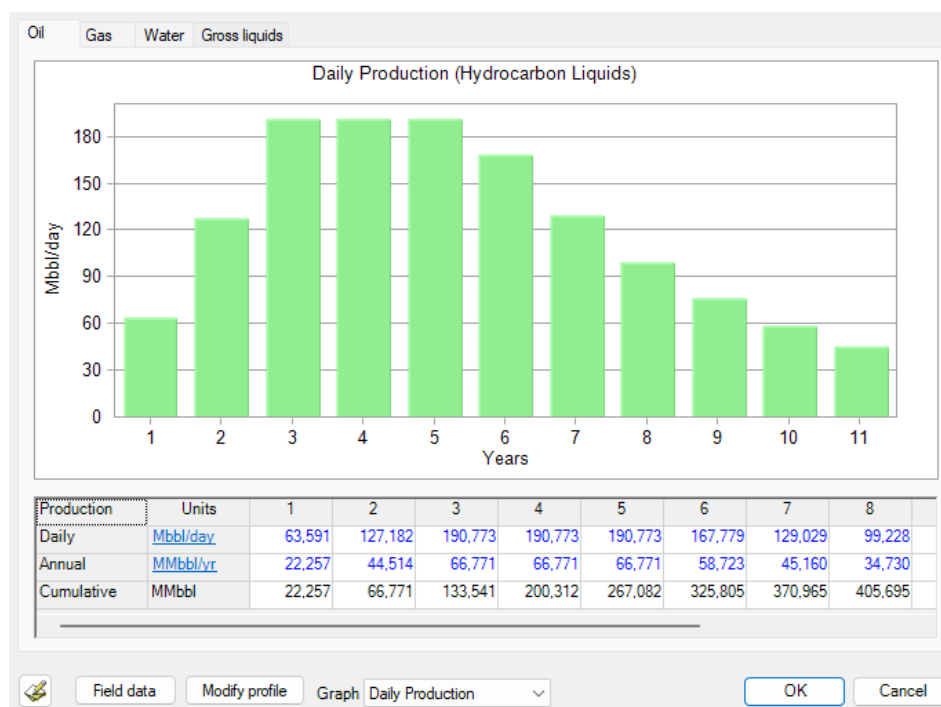 Oil Gas Water Gross liquids
Daily Production (Hydrocarbon Liquids)
180
150
120
90
60
30
0
Mbbl/day
1 2 3 4 5 6 7 8 9 10 11
Years
Production Units 1 2 3 4 5 6 7 8
Daily Mbbl/day 63,591 127,182 190,773 190,773 190,773 167,779 129,029 99,228
Annual MMbbl/yr 22,257 44,514 66,771 66,771 66,771 58,723 45,160 34,730
Cumulative MMbbl 22,257 66,771 133,541 200,312 267,082 325,805 370,965 405,695
Field data Modify profile Graph Daily Production OK Cancel